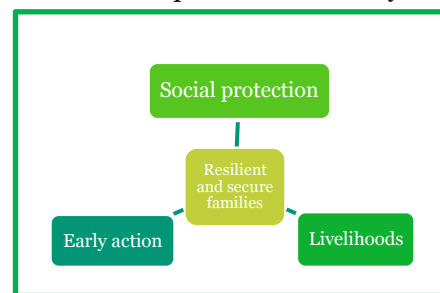 Social protection
Resilient
and secure
families
Early action
Livelihoods